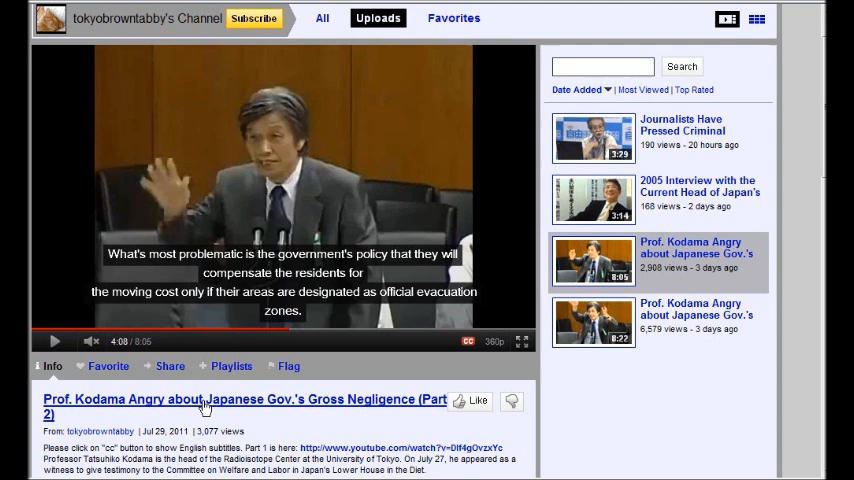 tokyobrowntabby's Channel
Subscribe
All
Uploads
Favorites
What's most problematic is the government's policy that they will
compensate the residents for
the moving cost only if their areas are designated as official evacuation
zones.
4:08 / 8:05
CC
360p
Info
Favorite
Share
Playlists
Flag
Prof. Kodama Angry about Japanese Gov.'s Gross Negligence (Part
2)
Like
From: tokyobrowntabby | Jul 29, 2011 | 3,077 views
Please click on "cc" button to show English subtitles. Part 1 is here: http://www.youtube.com/watch?v=Dlf4gOvzxYc
Professor Tatsuhiko Kodama is the head of the Radioisotope Center at the University of Tokyo. On July 27, he appeared as a
witness to give testimony to the Committee on Welfare and Labor in Japan's Lower House in the Diet.
Search
Date Added | Most Viewed | Top Rated
Journalists Have
Pressed Criminal
190 views - 20 hours ago
3:29
2005 Interview with the
Current Head of Japan's
168 views - 2 days ago
3:14
Prof. Kodama Angry
about Japanese Gov.'s
2,908 views - 3 days ago
8:05
Prof. Kodama Angry
about Japanese Gov.'s
6,579 views - 3 days ago
8:22